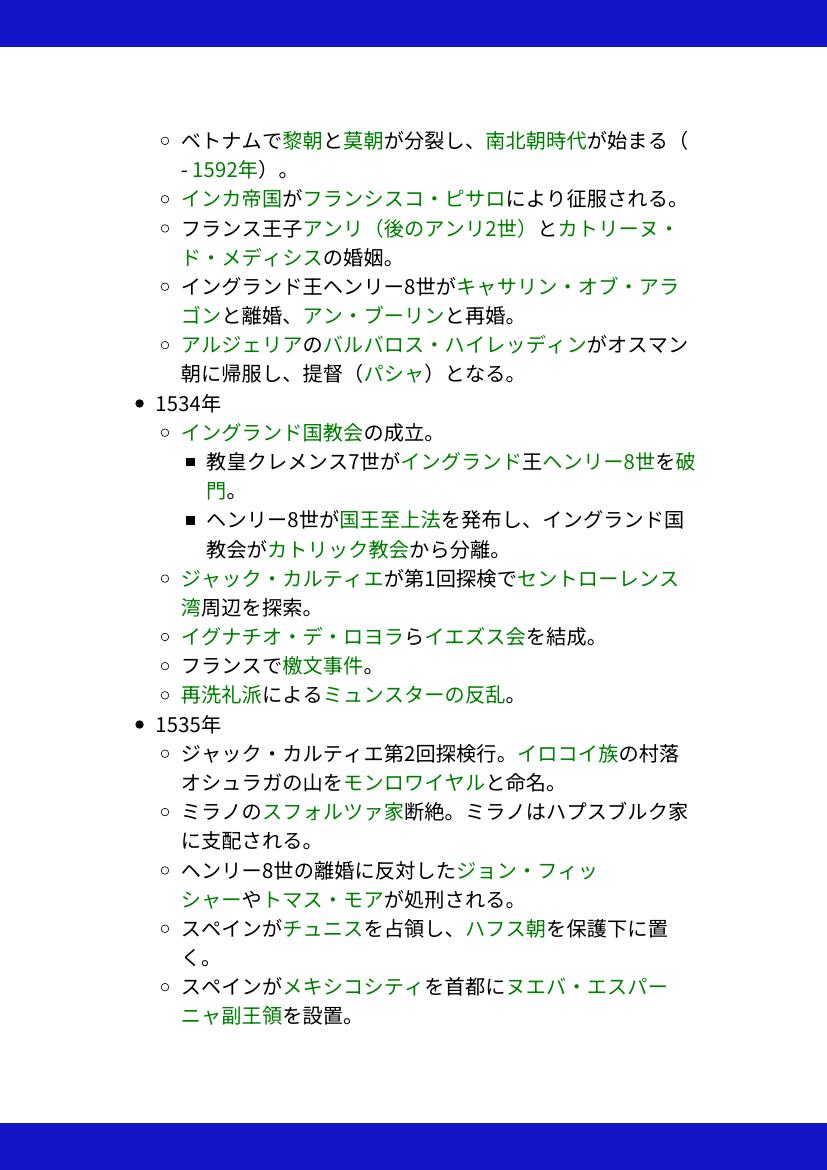 ベトナムで黎朝と莫朝が分裂し、南北朝時代が始まる（
- 1592年）。
インカ帝国がフランシスコ・ピサロにより征服される。
フランス王子アンリ（後のアンリ2世）とカトリーヌ・
ド・メディシスの婚姻。
イングランド王ヘンリー8世がキャサリン・オブ・アラ
ゴンと離婚、アン・ブーリンと再婚。
アルジェリアのバルバロス・ハイレッディンがオスマン
朝に帰服し、提督（パシャ）となる。
1534年
イングランド国教会の成立。
教皇クレメンス7世がイングランド王ヘンリー8世を破
門。
ヘンリー8世が国王至上法を発布し、イングランド国
教会がカトリック教会から分離。
ジャック・カルティエが第1回探検でセントローレンス
湾周辺を探索。
イグナチオ・デ・ロヨラらイエズス会を結成。
フランスで檄文事件。
再洗礼派によるミュンスターの反乱。
1535年
ジャック・カルティエ第2回探検行。イロコイ族の村落
オシュラガの山をモンロワイヤルと命名。
ミラノのスフォルツァ家断絶。ミラノはハプスブルク家
に支配される。
ヘンリー8世の離婚に反対したジョン・フィッ
シャーやトマス・モアが処刑される。
スペインがチュニスを占領し、ハフス朝を保護下に置
く。
スペインがメキシコシティを首都にヌエバ・エスパー
ニャ副王領を設置。